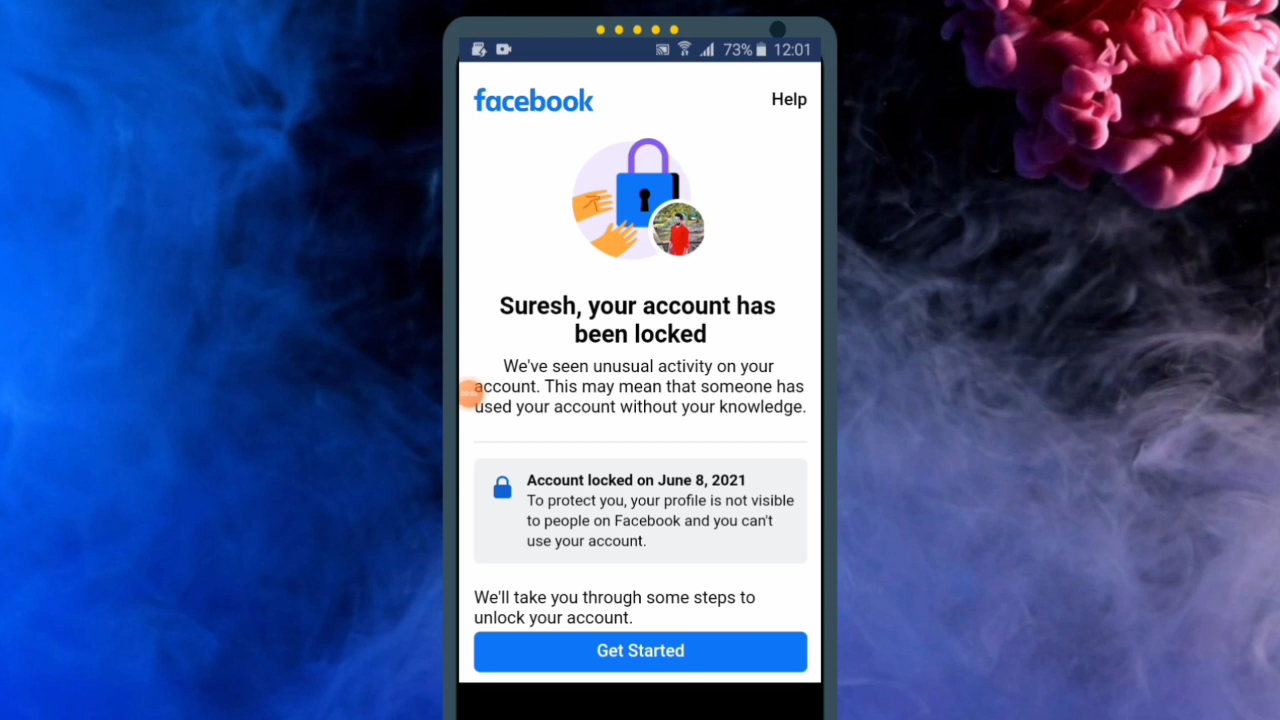 73% 12:01
facebook
Help
Suresh, your account has
been locked
We've seen unusual activity on your
account. This may mean that someone has
used your account without your knowledge.
Account locked on June 8, 2021
To protect you, your profile is not visible
to people on Facebook and you can't
use your account.
We'll take you through some steps to
unlock your account.
Get Started